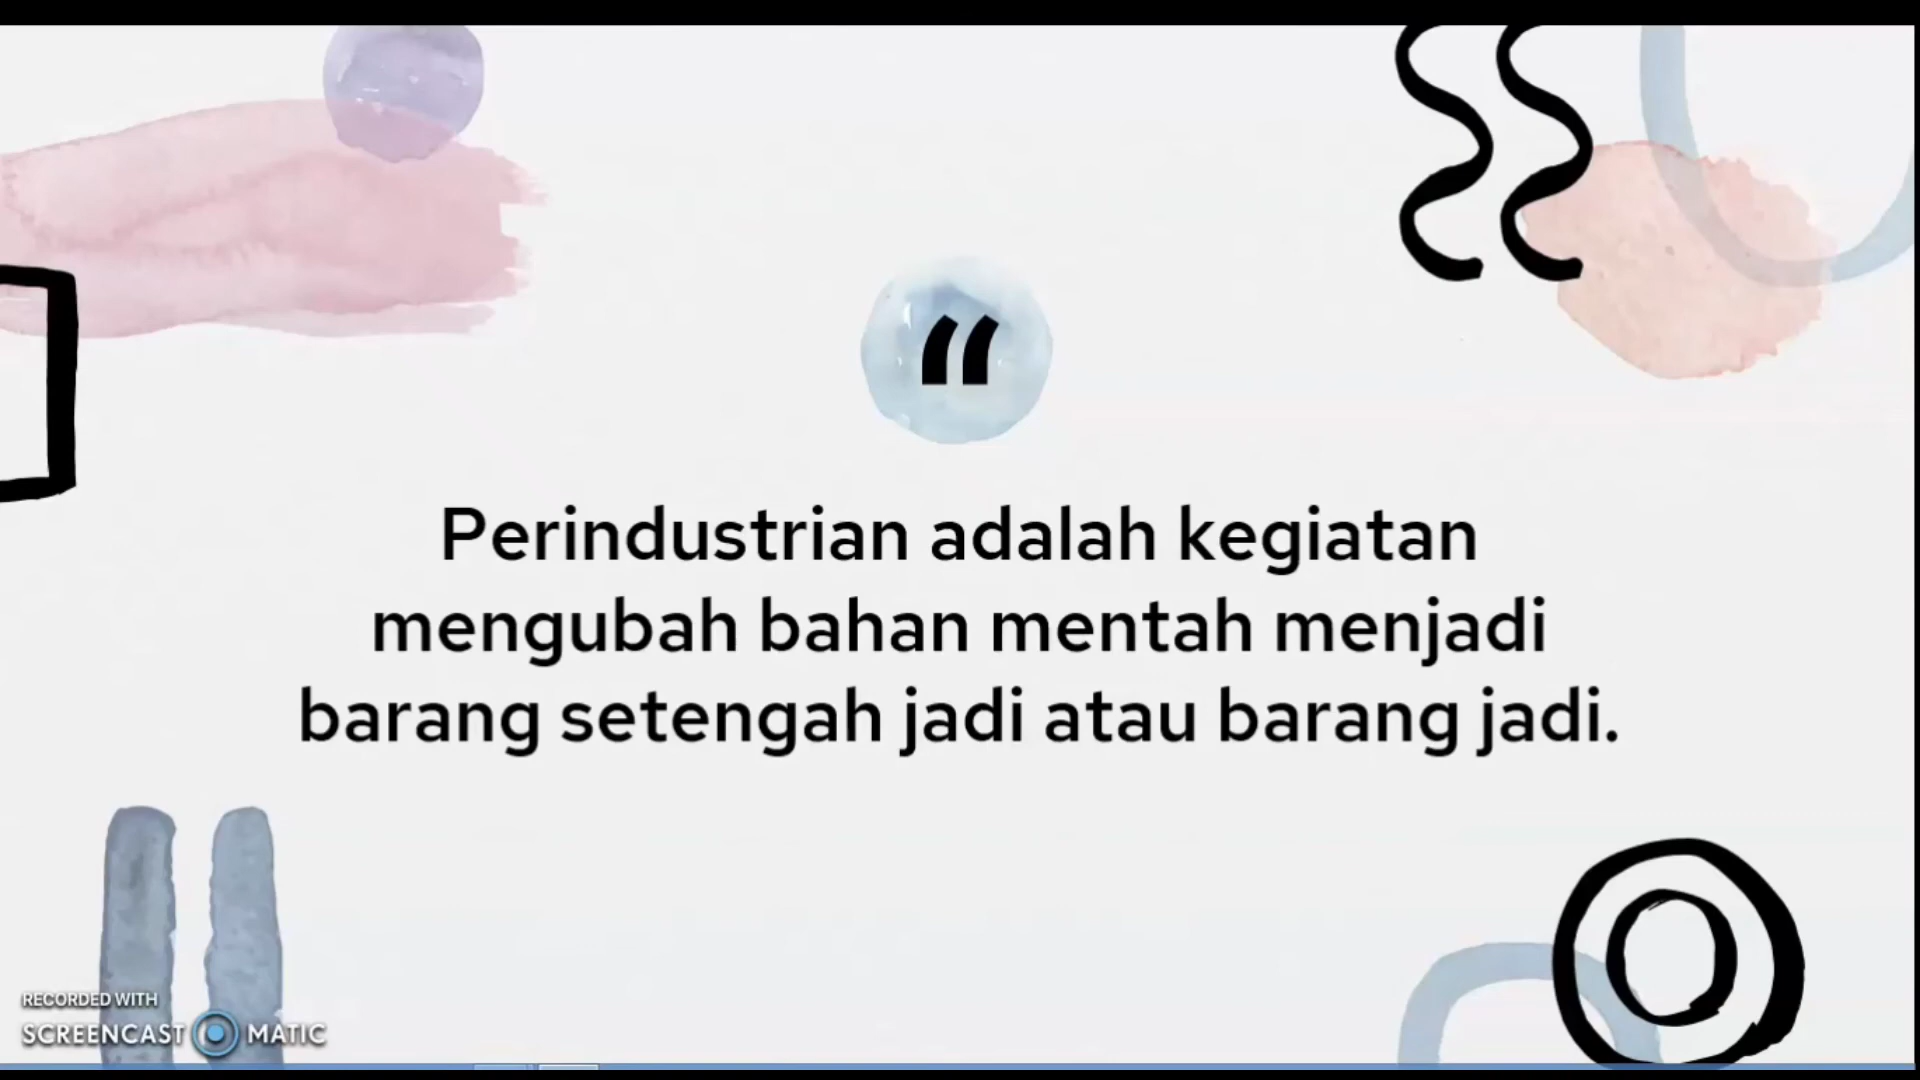 “
Perindustrian adalah kegiatan
mengubah bahan mentah menjadi
barang setengah jadi atau barang jadi.
RECORDED WITH
SCREENCAST MATIC